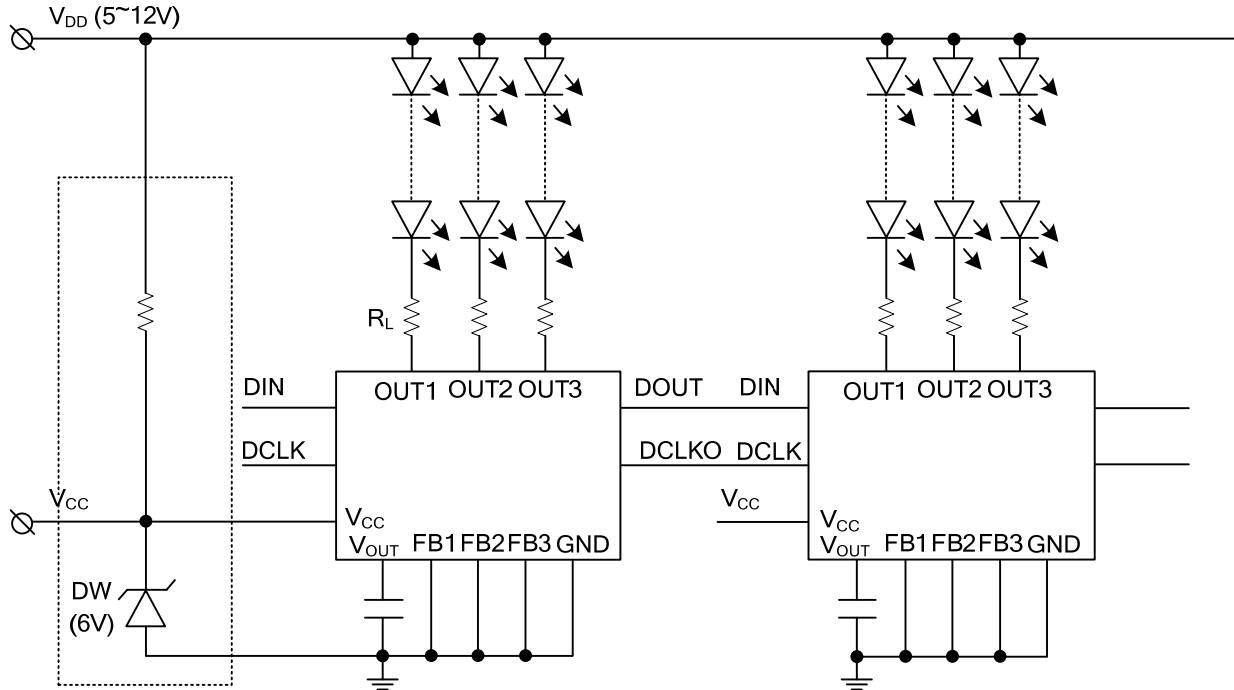 VDD (5~12V)
RL
DIN
OUT1 OUT2 OUT3
DOUT
DIN
OUT1 OUT2 OUT3
DCLK
DCLKO
DCLK
VCC
VCC
VCC
VCC
VOUT FB1 FB2 FB3 GND
VOUT FB1 FB2 FB3 GND
DW
(6V)